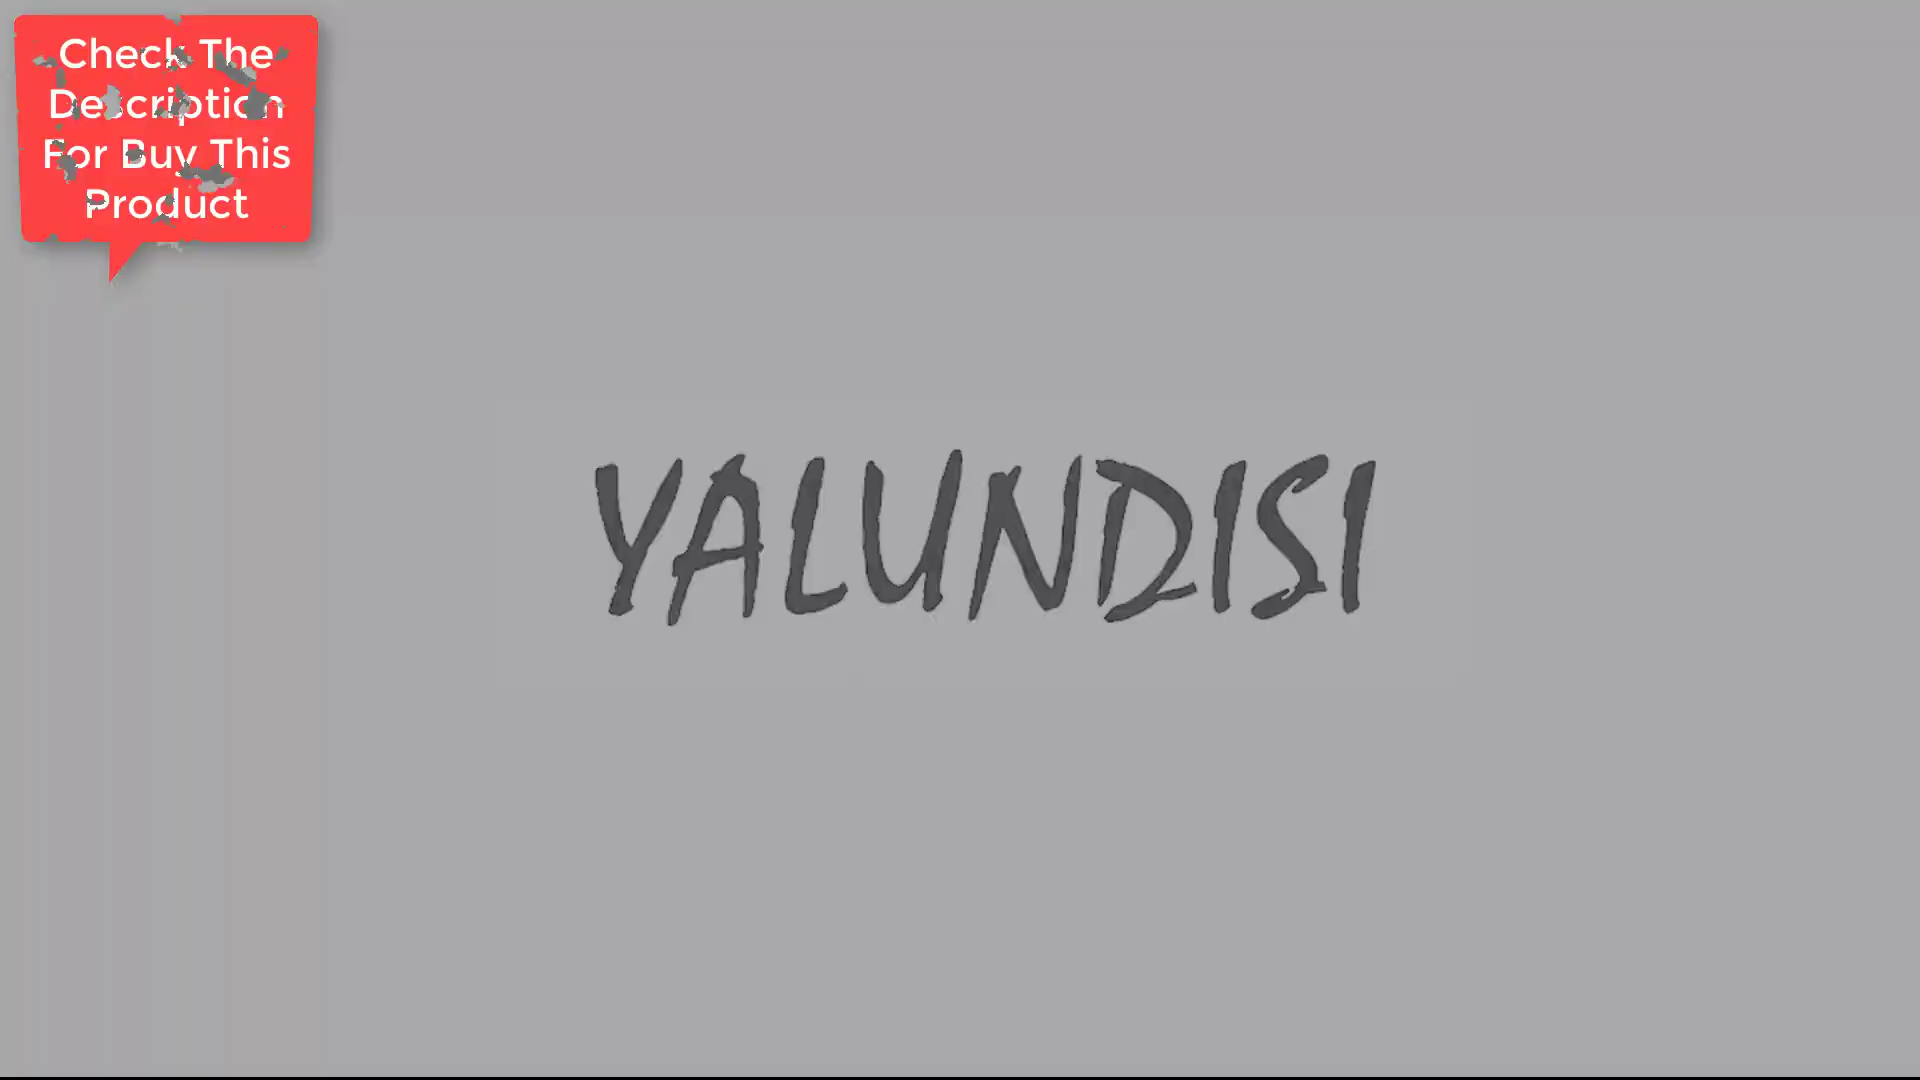 Check The
Description
For Buy This
Product
YALUNDISI